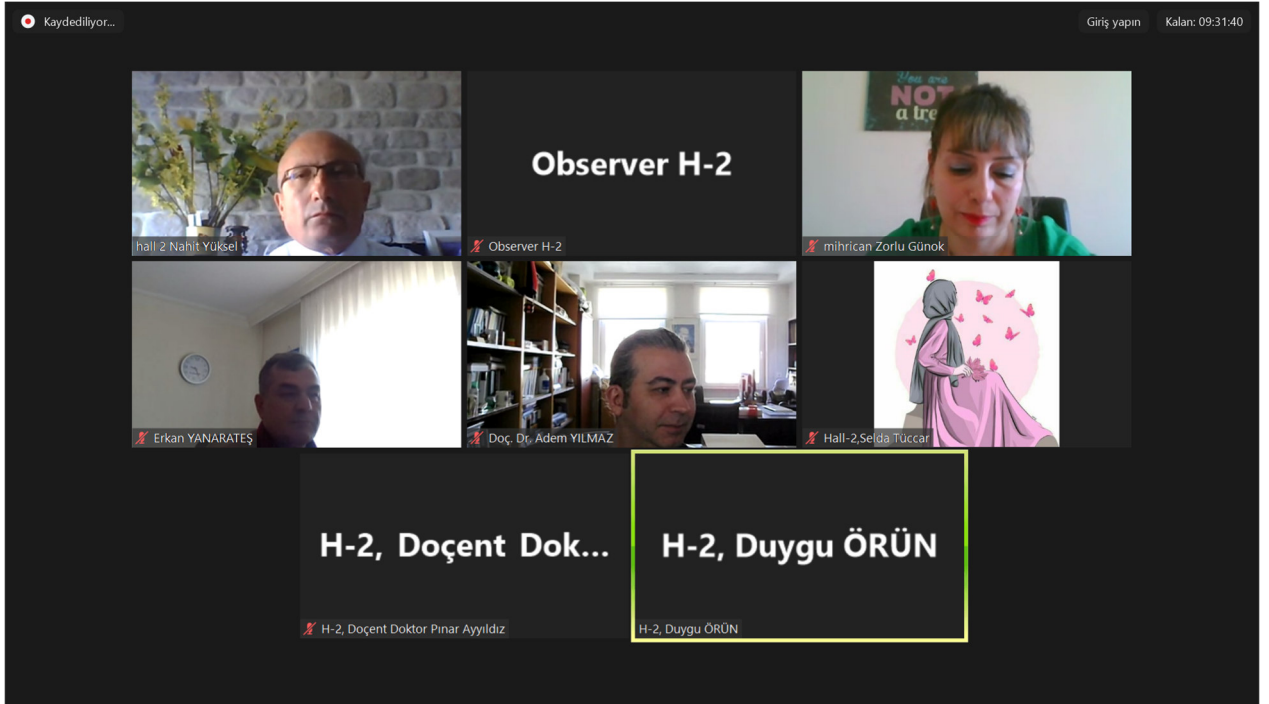 Kaydediliyor...
Giriş yapın
Kalan: 09:31:40
You are
NOT
a tre
hall 2 Nahit Yüksel
Observer H-2
Observer H-2
mihrican Zorlu Günok
Erkan YANARATEŞ
Doç. Dr. Adem YILMAZ
Hall-2,Selda Tüccar
H-2, Doçent Dok...
H-2, Doçent Doktor Pınar Ayyıldız
H-2, Duygu ÖRÜN
H-2, Duygu ÖRÜN